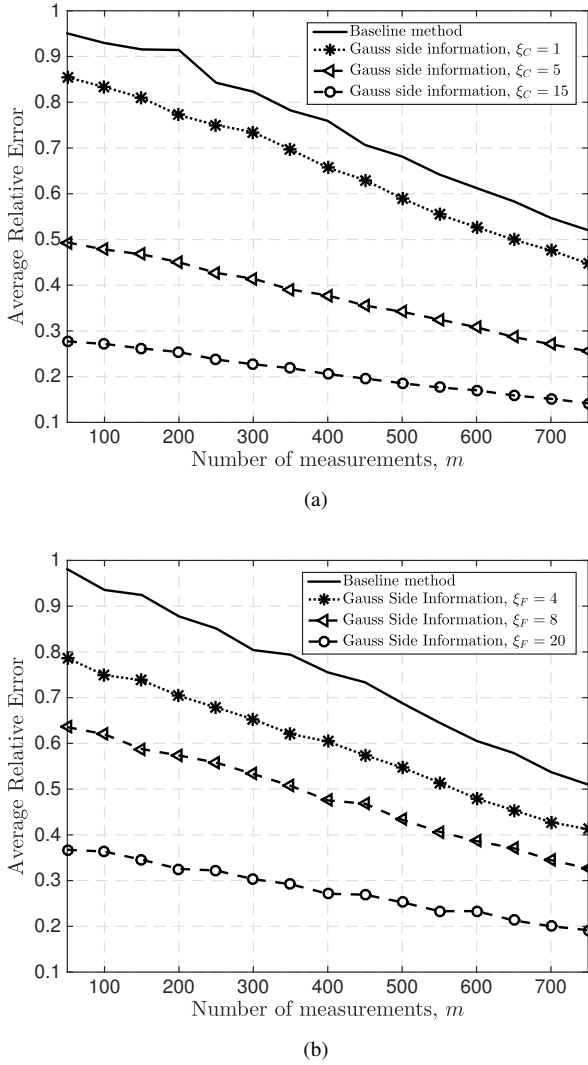 1
0.9
0.8
0.7
0.6
0.5
0.4
0.3
0.2
0.1
Average Relative Error
Baseline method
Gauss side information, ξ_C = 1
Gauss side information, ξ_C = 5
Gauss side information, ξ_C = 15
100 200 300 400 500 600 700
Number of measurements, m
(a)
1
0.9
0.8
0.7
0.6
0.5
0.4
0.3
0.2
0.1
Average Relative Error
Baseline method
Gauss Side Information, ξ_F = 4
Gauss Side Information, ξ_F = 8
Gauss Side Information, ξ_F = 20
100 200 300 400 500 600 700
Number of measurements, m
(b)